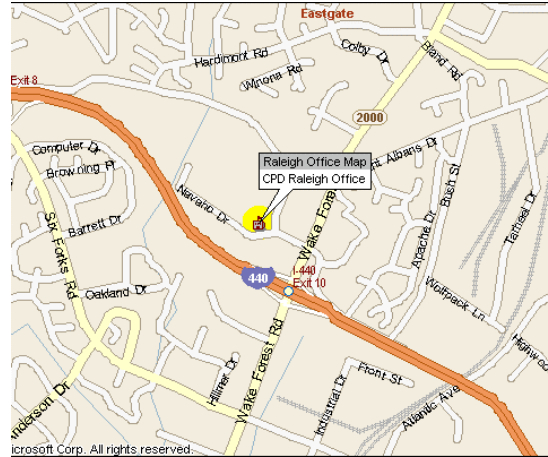 Eastgate
Colby Dr
Bland Rd
Hardimont Rd
Exit 8
Winona Rd
2000
Computer Dr
nt Albans Dr
Raleigh Office Map
CPD Raleigh Office
Browning Pl
Navaho Dr
Bush St
Tarheel Dr
Six Forks Rd
Barrett Dr
Wake Forest Rd
Apache Dr
440
I-440
Exit 10
Oakland Dr
Wolfpack Ln
Highwoo
Wake Forest Rd
Hillmer Dr
Front St
Industrial Dr
Atlantic Ave
Anderson Dr
icrosoft Corp. All rights reserved.